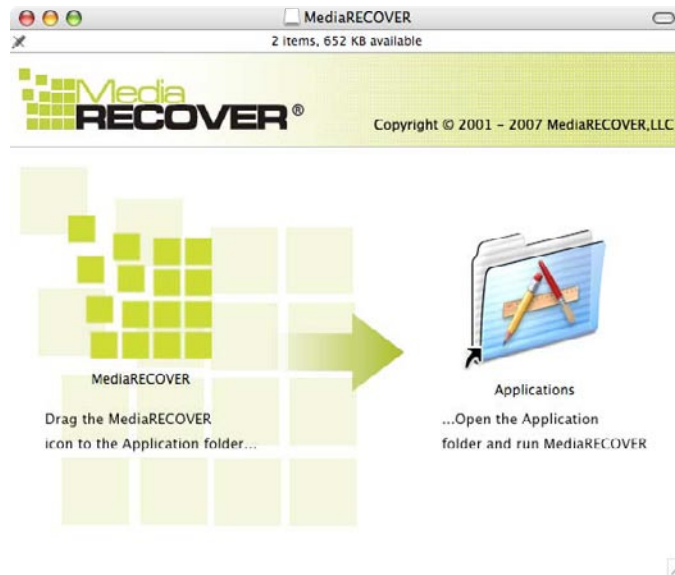 MediaRECOVER
2 items, 652 KB available
Media
RECOVER®
Copyright © 2001 – 2007 MediaRECOVER,LLC
MediaRECOVER
Drag the MediaRECOVER
icon to the Application folder...
Applications
...Open the Application
folder and run MediaRECOVER